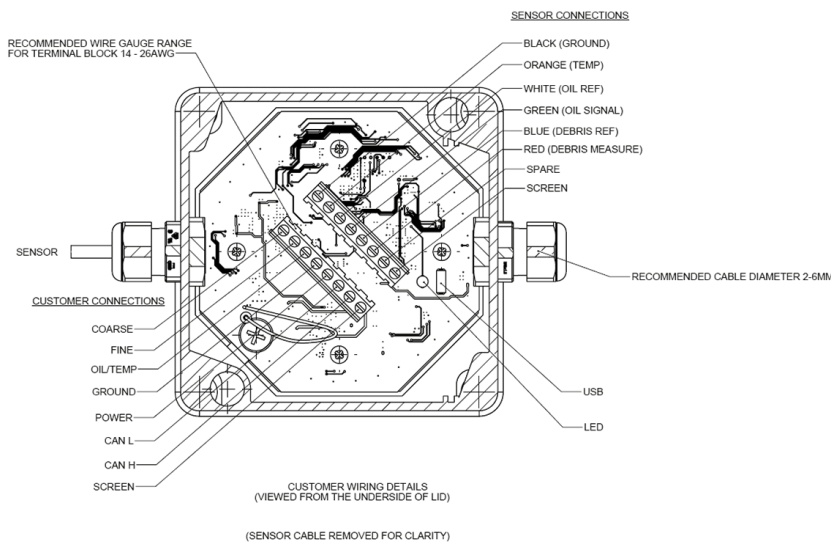 SENSOR CONNECTIONS
RECOMMENDED WIRE GAUGE RANGE
FOR TERMINAL BLOCK 14 - 26AWG
BLACK (GROUND)
ORANGE (TEMP)
WHITE (OIL REF)
GREEN (OIL SIGNAL)
BLUE (DEBRIS REF)
RED (DEBRIS MEASURE)
SPARE
SCREEN
SENSOR
RECOMMENDED CABLE DIAMETER 2-6MM
CUSTOMER CONNECTIONS
COARSE
FINE
OIL/TEMP
GROUND
POWER
CAN L
CAN H
SCREEN
USB
LED
CUSTOMER WIRING DETAILS
(VIEWED FROM THE UNDERSIDE OF LID)
(SENSOR CABLE REMOVED FOR CLARITY)